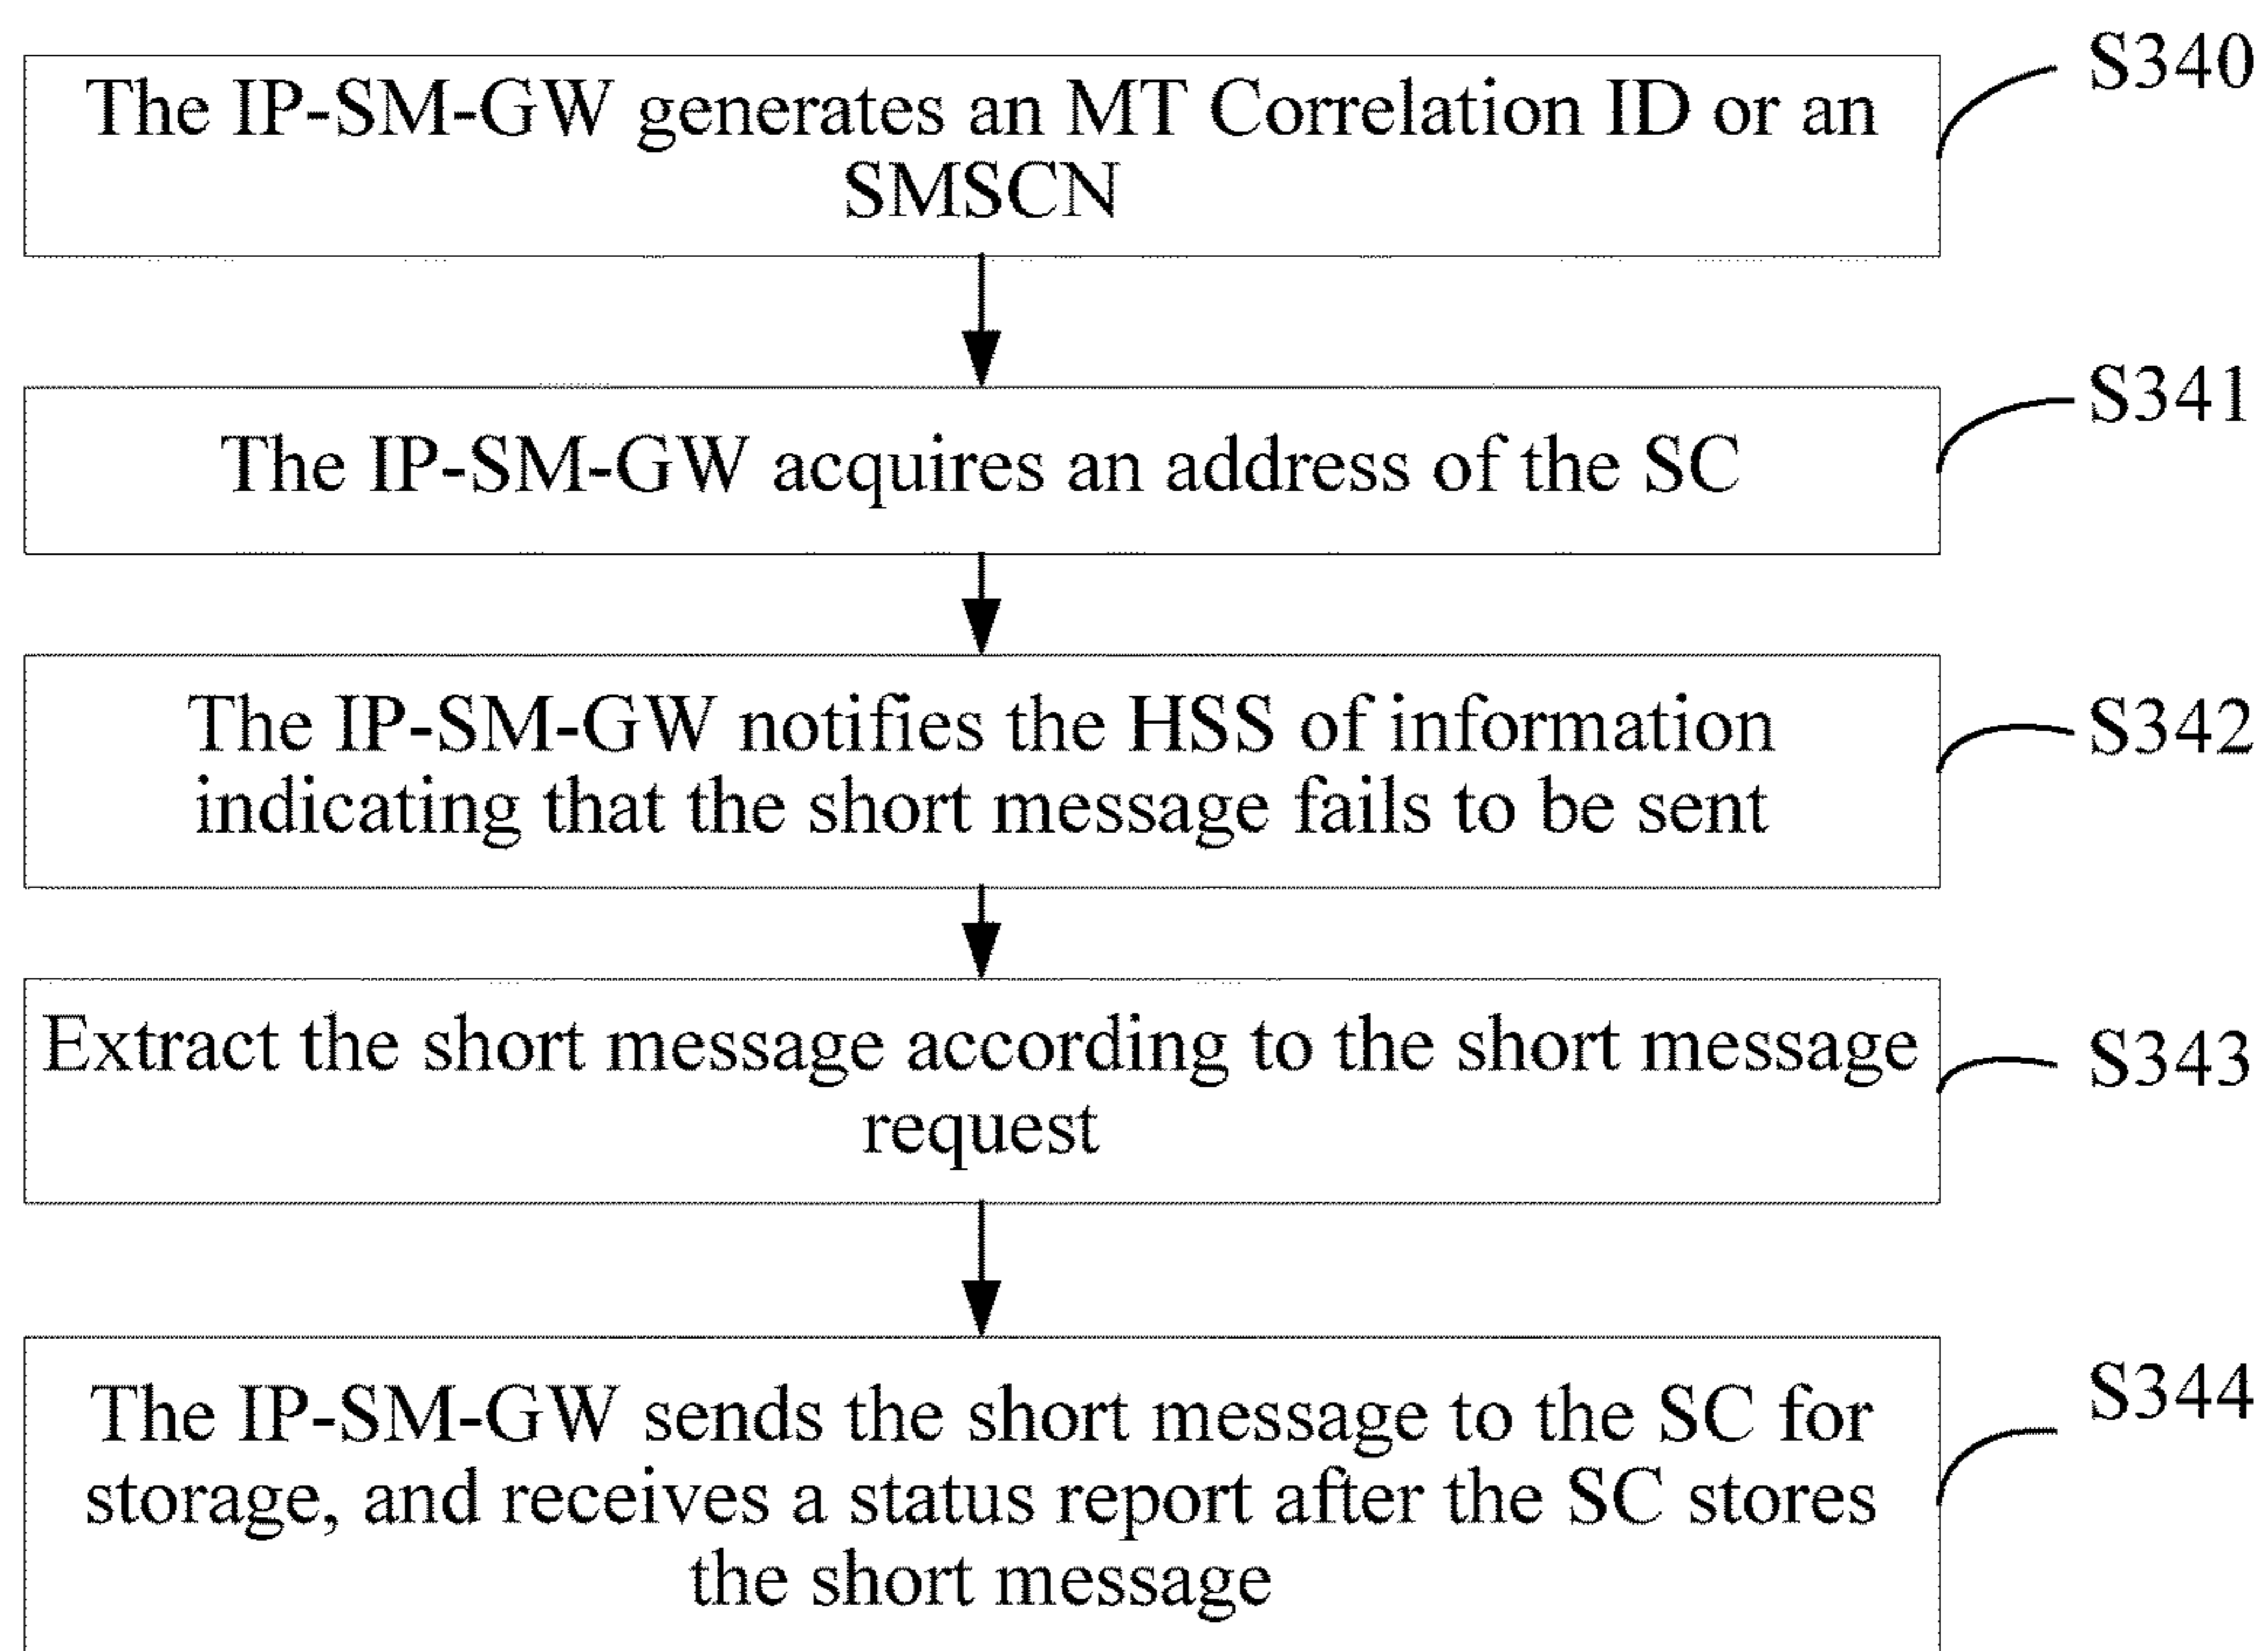 S340
The IP-SM-GW generates an MT Correlation ID or an
SMSCN
S341
The IP-SM-GW acquires an address of the SC
S342
The IP-SM-GW notifies the HSS of information
indicating that the short message fails to be sent
S343
Extract the short message according to the short message
request
S344
The IP-SM-GW sends the short message to the SC for
storage, and receives a status report after the SC stores
the short message